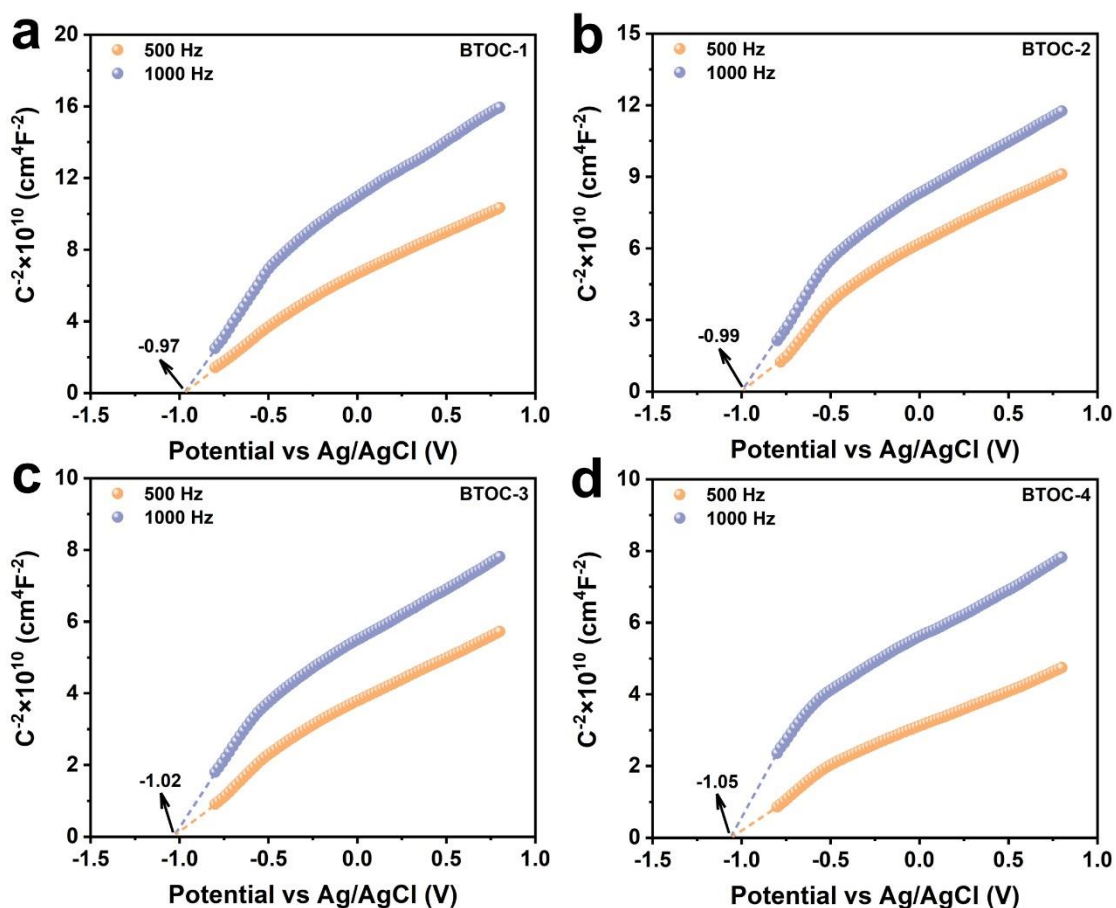 a
20
16
12
8
4
0
C⁻²×10¹⁰ (cm⁴F⁻²)
500 Hz
1000 Hz
BTOC-1
-0.97
-1.5 -1.0 -0.5 0.0 0.5 1.0
Potential vs Ag/AgCl (V)
b
15
12
9
6
3
0
C⁻²×10¹⁰ (cm⁴F⁻²)
500 Hz
1000 Hz
BTOC-2
-0.99
-1.5 -1.0 -0.5 0.0 0.5 1.0
Potential vs Ag/AgCl (V)
c
10
8
6
4
2
0
C⁻²×10¹⁰ (cm⁴F⁻²)
500 Hz
1000 Hz
BTOC-3
-1.02
-1.5 -1.0 -0.5 0.0 0.5 1.0
Potential vs Ag/AgCl (V)
d
10
8
6
4
2
0
C⁻²×10¹⁰ (cm⁴F⁻²)
500 Hz
1000 Hz
BTOC-4
-1.05
-1.5 -1.0 -0.5 0.0 0.5 1.0
Potential vs Ag/AgCl (V)